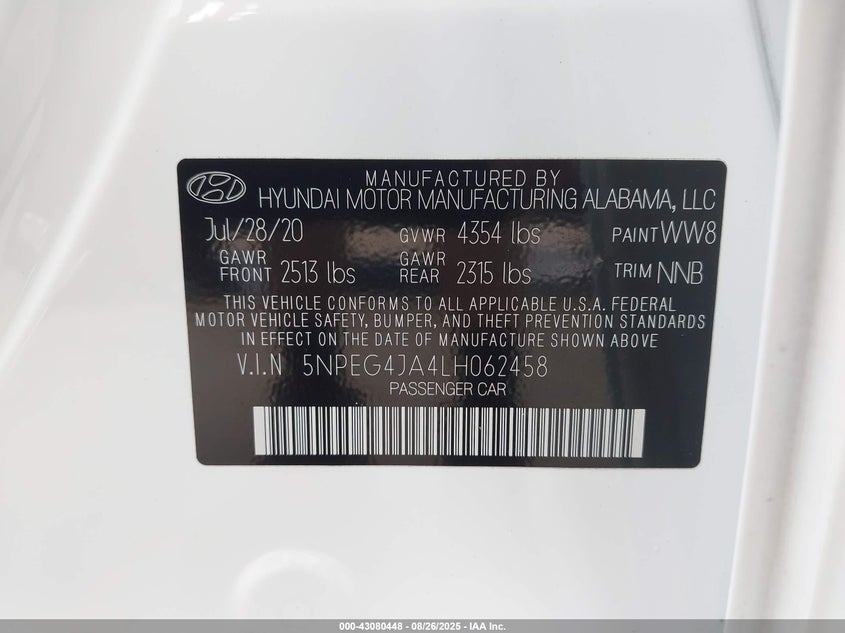 MANUFACTURED BY
HYUNDAI MOTOR MANUFACTURING ALABAMA, LLC
Jul/28/20 GVWR 4354 lbs PAINT WW8
GAWR FRONT 2513 lbs GAWR REAR 2315 lbs TRIM NNB
THIS VEHICLE CONFORMS TO ALL APPLICABLE U.S.A. FEDERAL
MOTOR VEHICLE SAFETY, BUMPER, AND THEFT PREVENTION STANDARDS
IN EFFECT ON THE DATE OF MANUFACTURE SHOWN ABOVE
V.I.N 5NPEG4JA4LH062458
PASSENGER CAR
000-43080448 - 08/26/2025 - IAA Inc.